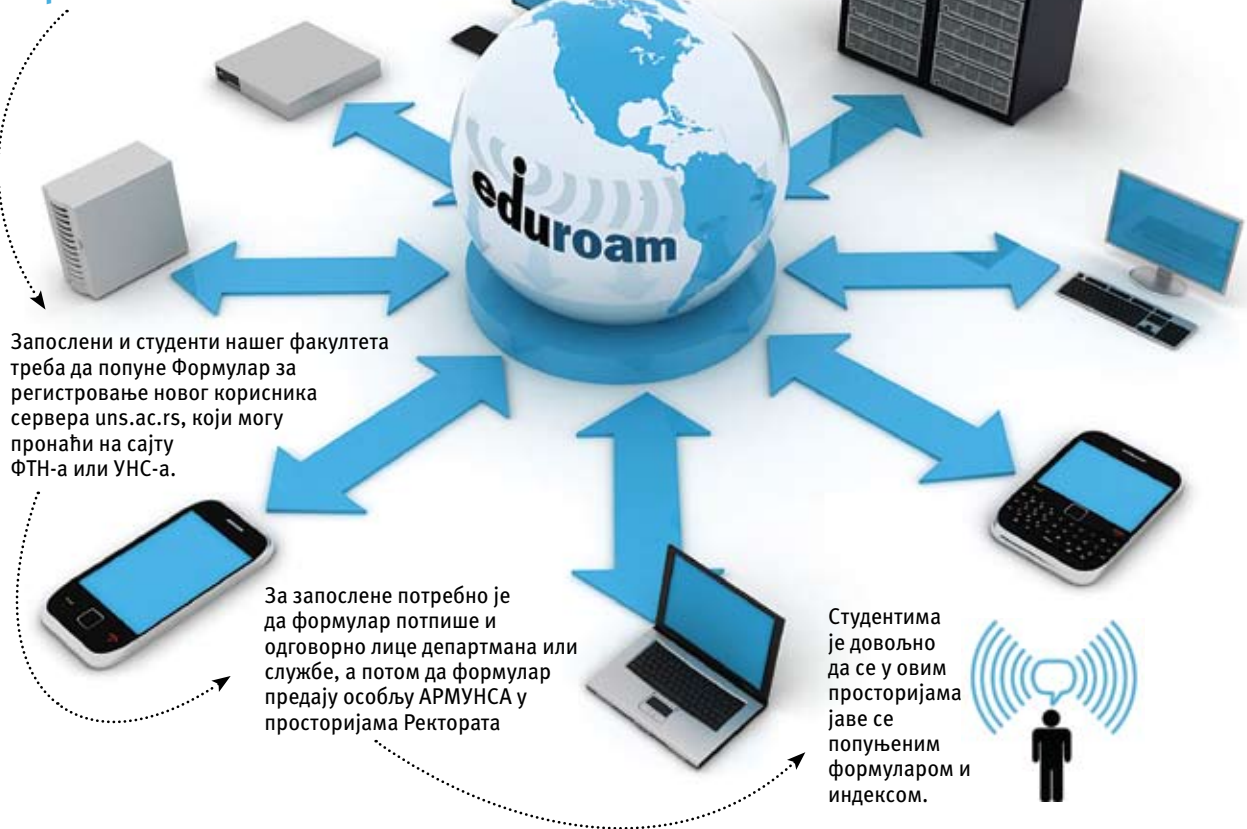 eduroam
Запослени и студенти нашег факултета
треба да попуне Формулар за
регистровање новог корисника
сервера uns.ac.rs, који могу
пронаћи на сајту
ФТН-а или УНС-а.
За запослене потребно је
да формулар потпише и
одговорно лице департмана или
службе, а потом да формулар
предају особљу АРМУНСА у
просторијама Ректората
Студентима
је довољно
да се у овим
просторијама
јаве се
попуњеним
формуларом и
индексом.